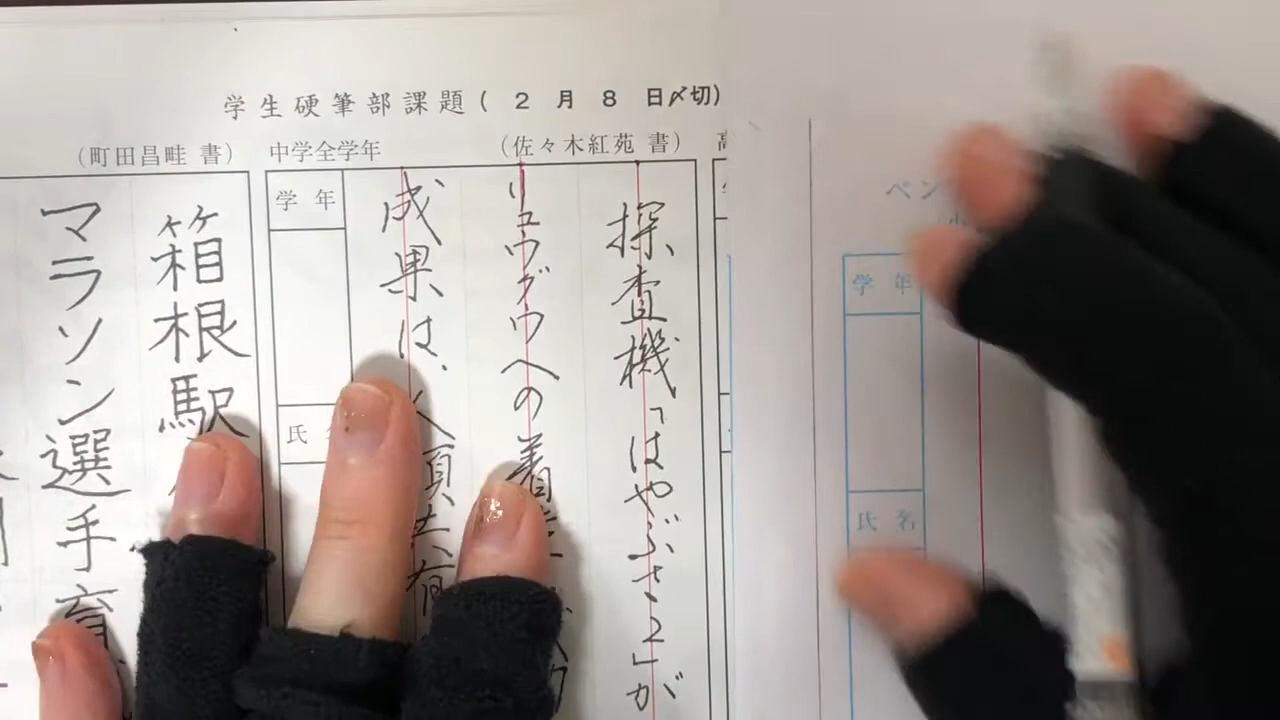 学生硬筆部課題(2月8日〆切)
中学全学年
(佐々木紅苑 書)
探査機「はやぶさ2」が
リュウグウへの着
成果は、人類
学年
氏
(町田昌畦 書)
箱根駅
マラソン選手育
ペン
学年
氏名